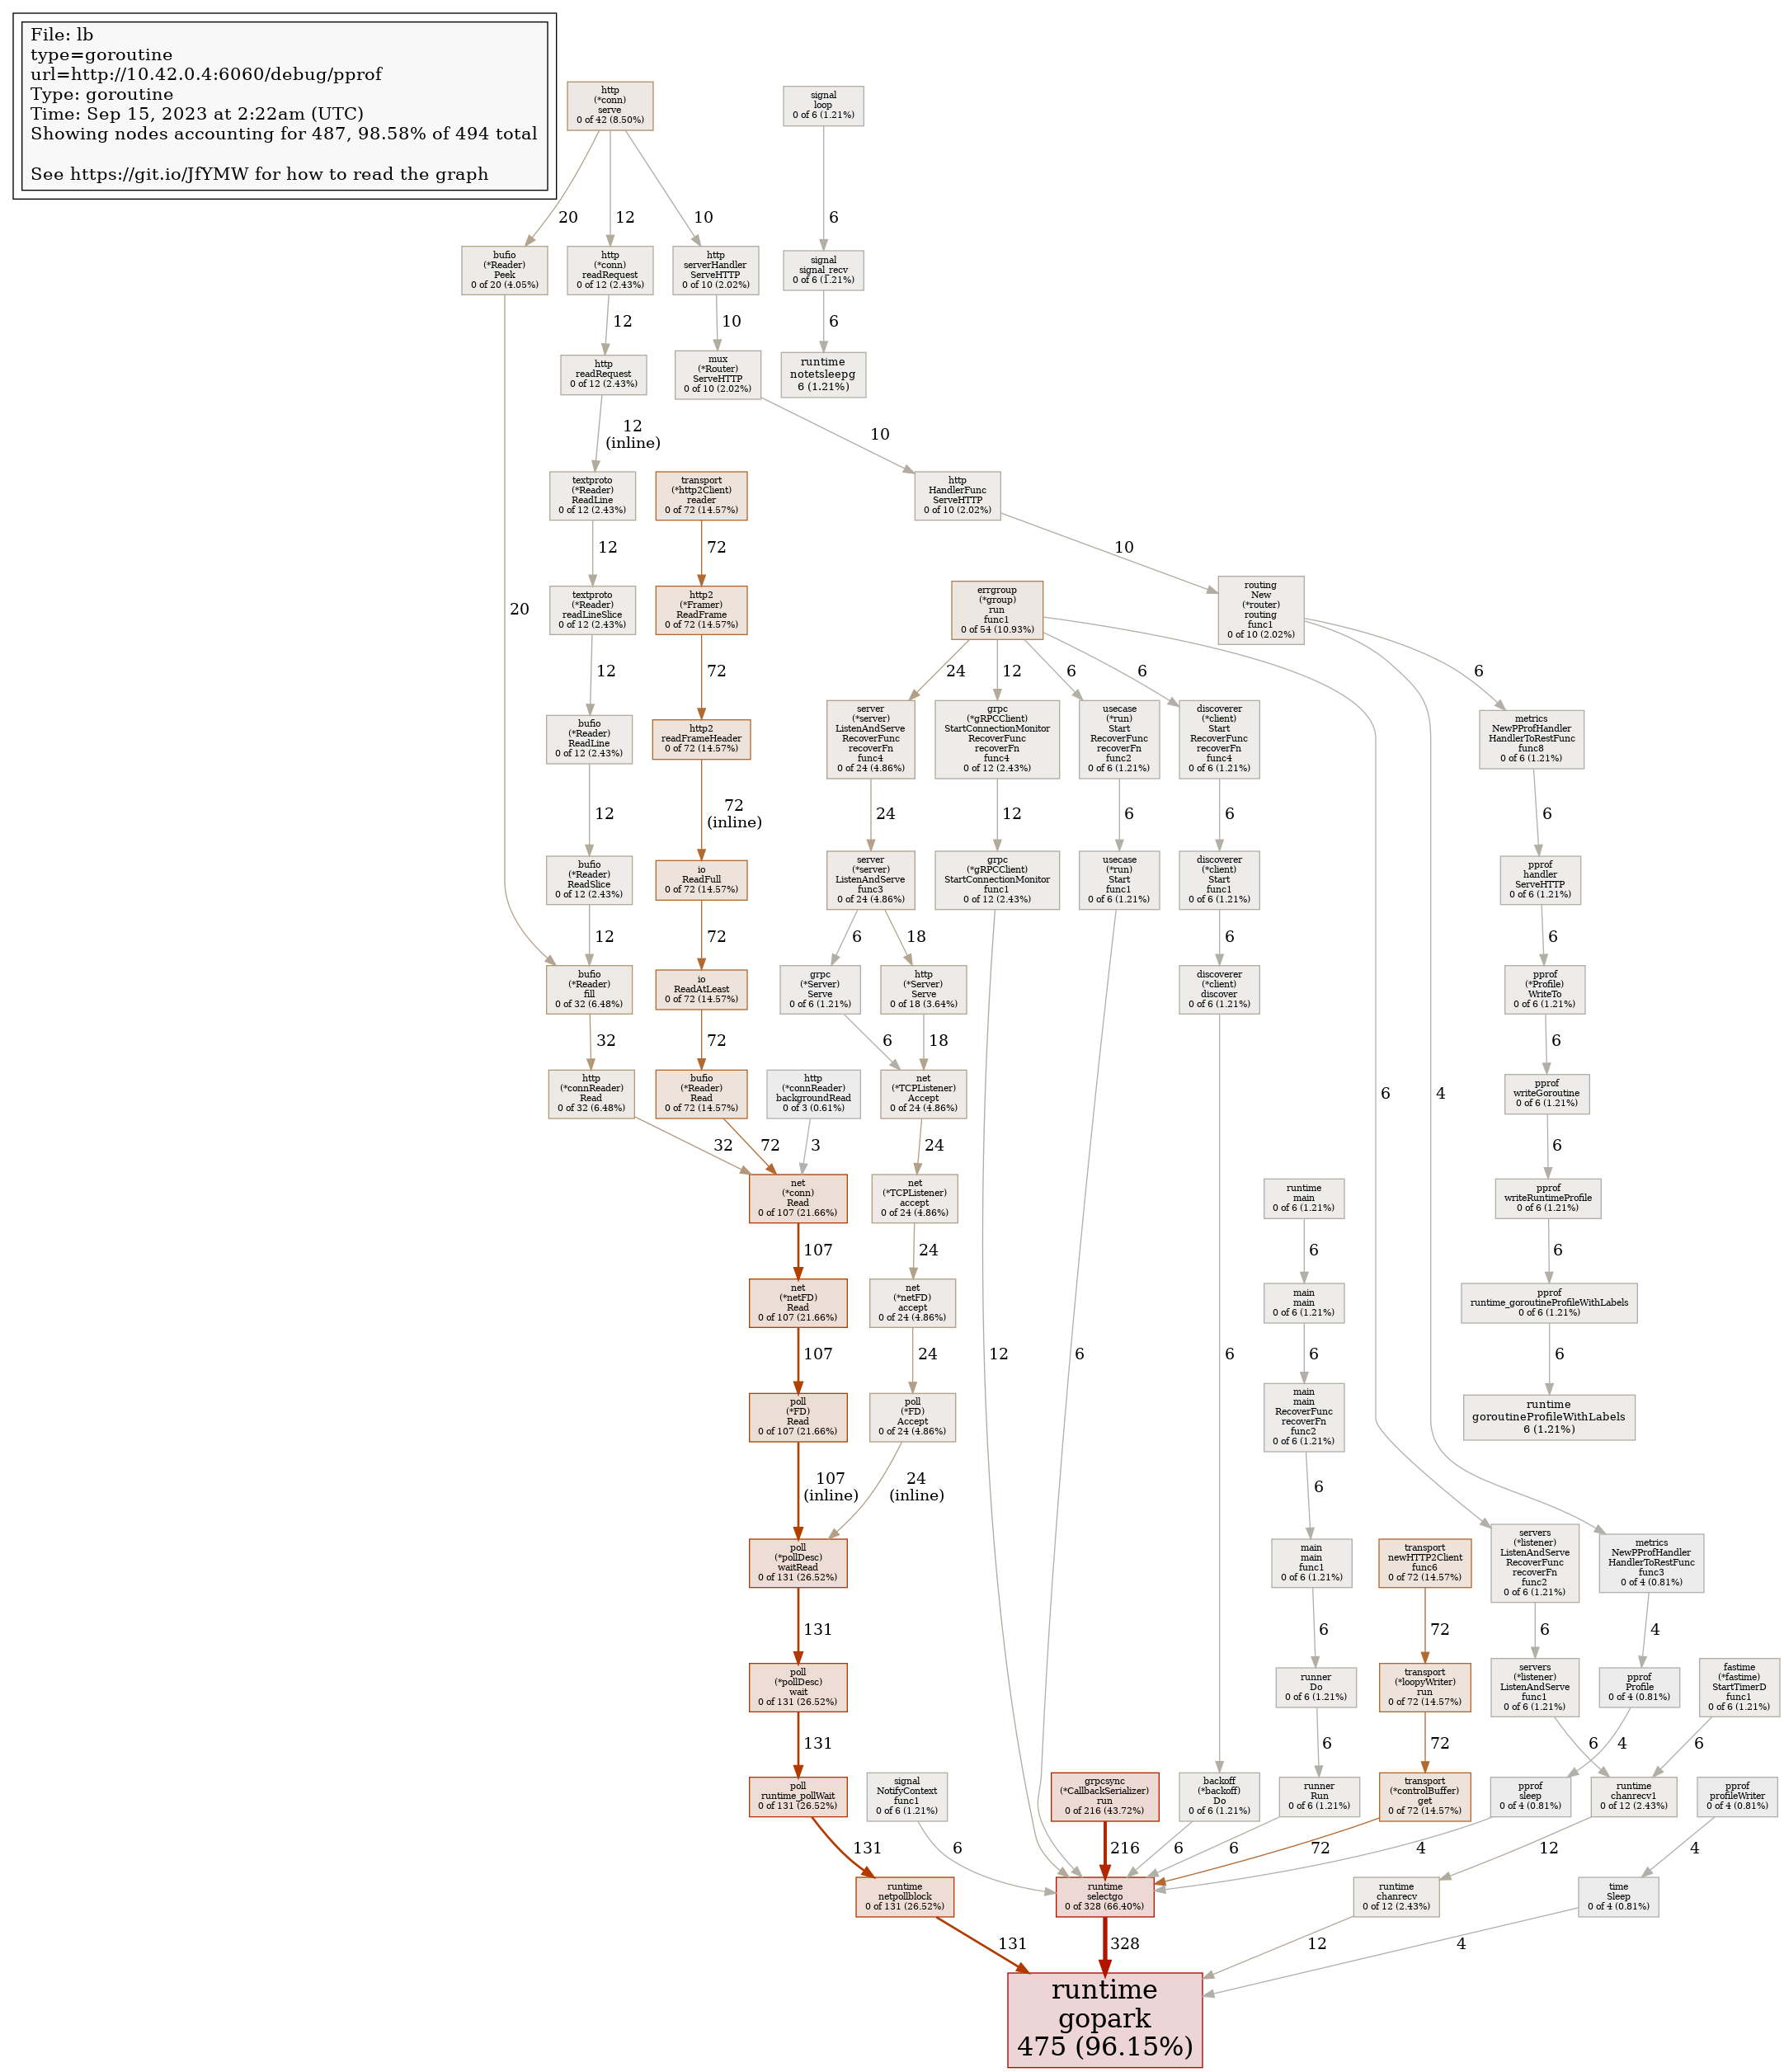 File: lb
type=goroutine
url=http://10.42.0.4:6060/debug/pprof
Type: goroutine
Time: Sep 15, 2023 at 2:22am (UTC)
Showing nodes accounting for 487, 98.58% of 494 total
See https://git.io/JfYMW for how to read the graph
http
(*conn)
serve
0 of 42 (8.50%)
signal
loop
0 of 6 (1.21%)
20
12
10
6
bufio
(*Reader)
Peek
0 of 20 (4.05%)
http
(*conn)
readRequest
0 of 12 (2.43%)
http
serverHandler
ServeHTTP
0 of 10 (2.02%)
signal
signal_recv
0 of 6 (1.21%)
12
10
6
http
readRequest
0 of 12 (2.43%)
mux
(*Router)
ServeHTTP
0 of 10 (2.02%)
runtime
notetsleepg
6 (1.21%)
12
(inline)
10
textproto
(*Reader)
ReadLine
0 of 12 (2.43%)
transport
(*http2Client)
reader
0 of 72 (14.57%)
http
HandlerFunc
ServeHTTP
0 of 10 (2.02%)
12
72
10
20
textproto
(*Reader)
readLineSlice
0 of 12 (2.43%)
http2
(*Framer)
ReadFrame
0 of 72 (14.57%)
errgroup
(*group)
run
func1
0 of 54 (10.93%)
routing
New
(*router)
routing
func1
0 of 10 (2.02%)
12
72
24
12
6
6
6
bufio
(*Reader)
ReadLine
0 of 12 (2.43%)
http2
readFrameHeader
0 of 72 (14.57%)
server
(*server)
ListenAndServe
RecoverFunc
recoverFn
func4
0 of 24 (4.86%)
grpc
(*gRPCClient)
StartConnectionMonitor
RecoverFunc
recoverFn
func4
0 of 12 (2.43%)
usecase
(*run)
Start
RecoverFunc
recoverFn
func2
0 of 6 (1.21%)
discoverer
(*client)
Start
RecoverFunc
recoverFn
func4
0 of 6 (1.21%)
metrics
NewPProfHandler
HandlerToRestFunc
func8
0 of 6 (1.21%)
12
72
(inline)
24
12
6
6
6
bufio
(*Reader)
ReadSlice
0 of 12 (2.43%)
io
ReadFull
0 of 72 (14.57%)
server
(*server)
ListenAndServe
func3
0 of 24 (4.86%)
grpc
(*gRPCClient)
StartConnectionMonitor
func1
0 of 12 (2.43%)
usecase
(*run)
Start
func1
0 of 6 (1.21%)
discoverer
(*client)
Start
func1
0 of 6 (1.21%)
pprof
handler
ServeHTTP
0 of 6 (1.21%)
12
72
6
18
6
6
bufio
(*Reader)
fill
0 of 32 (6.48%)
io
ReadAtLeast
0 of 72 (14.57%)
grpc
(*Server)
Serve
0 of 6 (1.21%)
http
(*Server)
Serve
0 of 18 (3.64%)
discoverer
(*client)
discover
0 of 6 (1.21%)
pprof
(*Profile)
WriteTo
0 of 6 (1.21%)
32
72
6
18
6
http
(*connReader)
Read
0 of 32 (6.48%)
bufio
(*Reader)
Read
0 of 72 (14.57%)
http
(*connReader)
backgroundRead
0 of 3 (0.61%)
net
(*TCPListener)
Accept
0 of 24 (4.86%)
6
4
pprof
writeGoroutine
0 of 6 (1.21%)
32
72
3
24
6
net
(*conn)
Read
0 of 107 (21.66%)
net
(*TCPListener)
accept
0 of 24 (4.86%)
runtime
main
0 of 6 (1.21%)
pprof
writeRuntimeProfile
0 of 6 (1.21%)
107
24
6
6
net
(*netFD)
Read
0 of 107 (21.66%)
net
(*netFD)
accept
0 of 24 (4.86%)
main
main
0 of 6 (1.21%)
pprof
runtime_goroutineProfileWithLabels
0 of 6 (1.21%)
107
24
12
6
6
6
6
poll
(*FD)
Read
0 of 107 (21.66%)
poll
(*FD)
Accept
0 of 24 (4.86%)
main
main
RecoverFunc
recoverFn
func2
0 of 6 (1.21%)
runtime
goroutineProfileWithLabels
6 (1.21%)
107
(inline)
24
(inline)
6
poll
(*pollDesc)
waitRead
0 of 131 (26.52%)
main
main
func1
0 of 6 (1.21%)
transport
newHTTP2Client
func6
0 of 72 (14.57%)
servers
(*listener)
ListenAndServe
RecoverFunc
recoverFn
func2
0 of 6 (1.21%)
metrics
NewPProfHandler
HandlerToRestFunc
func3
0 of 4 (0.81%)
131
6
72
6
4
poll
(*pollDesc)
wait
0 of 131 (26.52%)
runner
Do
0 of 6 (1.21%)
transport
(*loopyWriter)
run
0 of 72 (14.57%)
servers
(*listener)
ListenAndServe
func1
0 of 6 (1.21%)
pprof
Profile
0 of 4 (0.81%)
fastime
(*fastime)
StartTimerD
func1
0 of 6 (1.21%)
131
6
72
6
4
6
poll
runtime_pollWait
0 of 131 (26.52%)
signal
NotifyContext
func1
0 of 6 (1.21%)
grpcsync
(*CallbackSerializer)
run
0 of 216 (43.72%)
backoff
(*backoff)
Do
0 of 6 (1.21%)
runner
Run
0 of 6 (1.21%)
transport
(*controlBuffer)
get
0 of 72 (14.57%)
pprof
sleep
0 of 4 (0.81%)
runtime
chanrecv1
0 of 12 (2.43%)
pprof
profileWriter
0 of 4 (0.81%)
131
6
216
6
6
72
4
12
4
runtime
netpollblock
0 of 131 (26.52%)
runtime
selectgo
0 of 328 (66.40%)
runtime
chanrecv
0 of 12 (2.43%)
time
Sleep
0 of 4 (0.81%)
131
328
12
4
runtime
gopark
475 (96.15%)